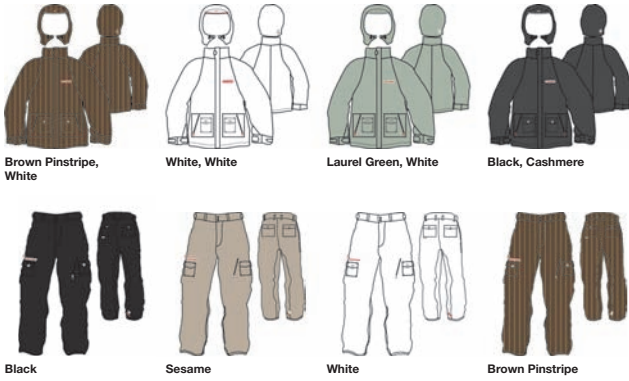 Brown Pinstripe,
White
White, White
Laurel Green, White
Black, Cashmere
Black
Sesame
White
Brown Pinstripe